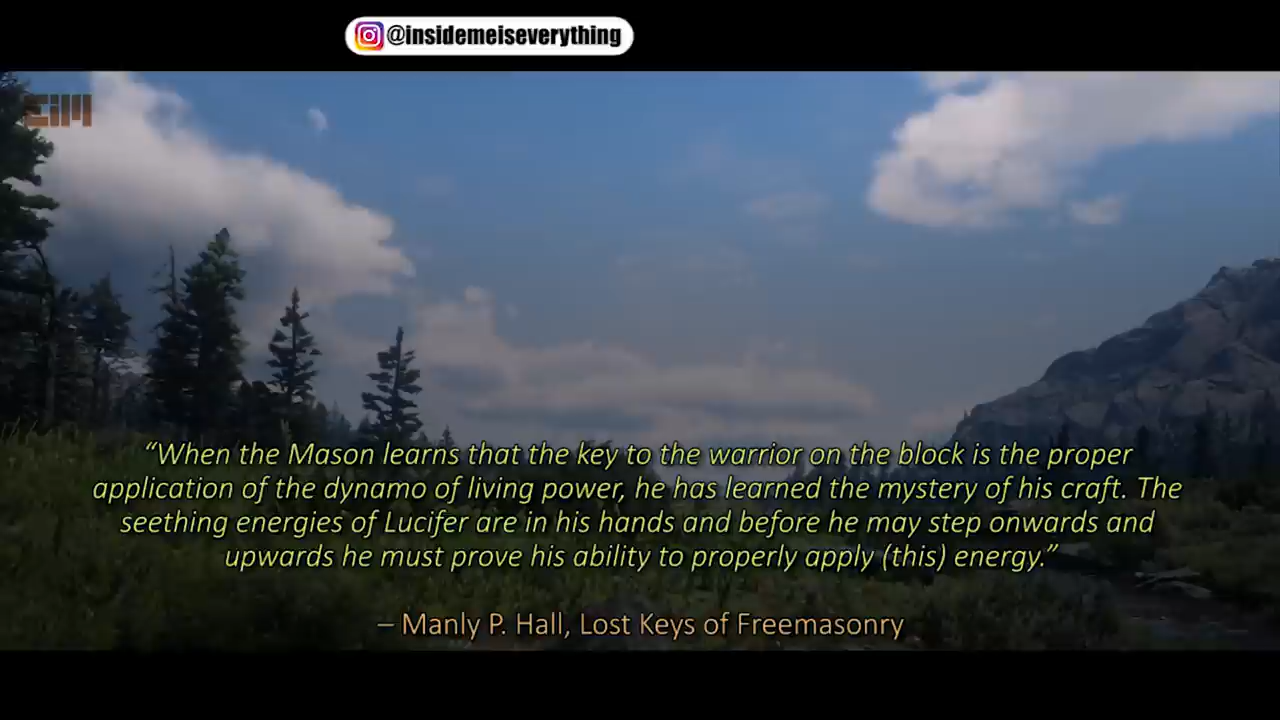 @insidemeiseverything
EIM
“When the Mason learns that the key to the warrior on the block is the proper
application of the dynamo of living power, he has learned the mystery of his craft. The
seething energies of Lucifer are in his hands and before he may step onwards and
upwards he must prove his ability to properly apply (this) energy.”
– Manly P. Hall, Lost Keys of Freemasonry